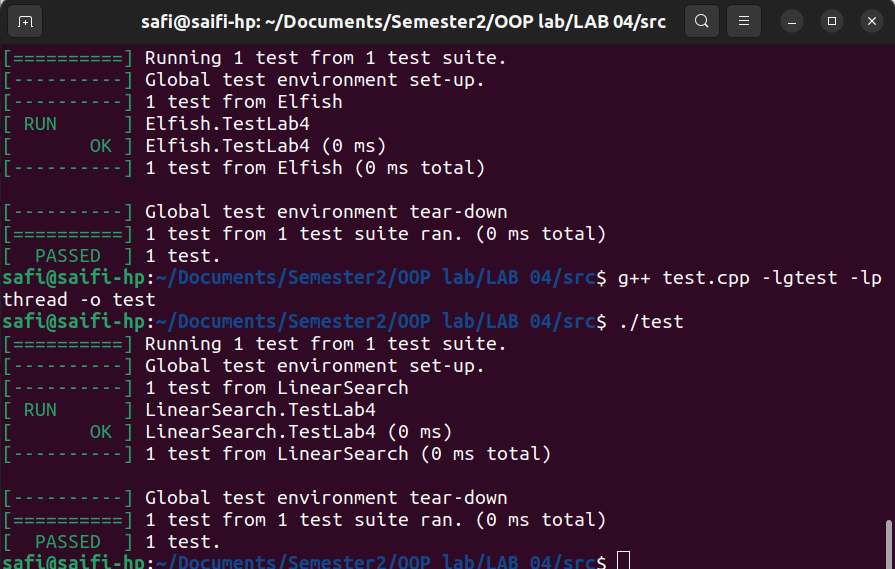 safi@saifi-hp: ~/Documents/Semester2/OOP lab/LAB 04/src
[==========] Running 1 test from 1 test suite.
[----------] Global test environment set-up.
[----------] 1 test from Elfish
[ RUN      ] Elfish.TestLab4
[       OK ] Elfish.TestLab4 (0 ms)
[----------] 1 test from Elfish (0 ms total)
[----------] Global test environment tear-down
[==========] 1 test from 1 test suite ran. (0 ms total)
[  PASSED  ] 1 test.
safi@saifi-hp:~/Documents/Semester2/OOP lab/LAB 04/src$ g++ test.cpp -lgtest -lp
thread -o test
safi@saifi-hp:~/Documents/Semester2/OOP lab/LAB 04/src$ ./test
[==========] Running 1 test from 1 test suite.
[----------] Global test environment set-up.
[----------] 1 test from LinearSearch
[ RUN      ] LinearSearch.TestLab4
[       OK ] LinearSearch.TestLab4 (0 ms)
[----------] 1 test from LinearSearch (0 ms total)
[----------] Global test environment tear-down
[==========] 1 test from 1 test suite ran. (0 ms total)
[  PASSED  ] 1 test.
safi@saifi-hp:~/Documents/Semester2/OOP lab/LAB 04/src$